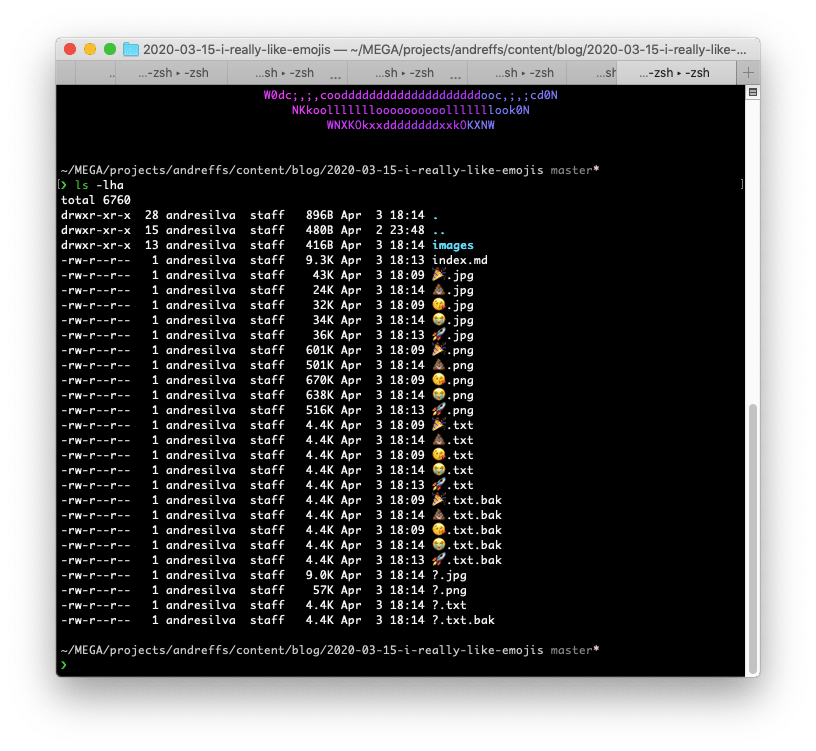 2020-03-15-i-really-like-emojis — ~/MEGA/projects/andreffs/content/blog/2020-03-15-i-really-like-...
.. ...-zsh ▸ -zsh ...sh ▸ -zsh ... ...sh ▸ -zsh ... ...sh ▸ -zsh ...sh ...-zsh ▸ -zsh +
W0dc;,;,coodddddddddddddddddddddooc,;,;cd0N
NKkoolllllllloooooooooolllllllook0N
WNXKOkxxddddddddxxkOKXNW
~/MEGA/projects/andreffs/content/blog/2020-03-15-i-really-like-emojis master*
[❯ ls -lha ]
total 6760
drwxr-xr-x 28 andresilva staff 896B Apr 3 18:14 .
drwxr-xr-x 15 andresilva staff 480B Apr 2 23:48 ..
drwxr-xr-x 13 andresilva staff 416B Apr 3 18:14 images
-rw-r--r-- 1 andresilva staff 9.3K Apr 3 18:13 index.md
-rw-r--r-- 1 andresilva staff 43K Apr 3 18:09 🎉.jpg
-rw-r--r-- 1 andresilva staff 24K Apr 3 18:14 💩.jpg
-rw-r--r-- 1 andresilva staff 32K Apr 3 18:09 😘.jpg
-rw-r--r-- 1 andresilva staff 34K Apr 3 18:14 😭.jpg
-rw-r--r-- 1 andresilva staff 36K Apr 3 18:13 🚀.jpg
-rw-r--r-- 1 andresilva staff 601K Apr 3 18:09 🎉.png
-rw-r--r-- 1 andresilva staff 501K Apr 3 18:14 💩.png
-rw-r--r-- 1 andresilva staff 670K Apr 3 18:09 😘.png
-rw-r--r-- 1 andresilva staff 638K Apr 3 18:14 😭.png
-rw-r--r-- 1 andresilva staff 516K Apr 3 18:13 🚀.png
-rw-r--r-- 1 andresilva staff 4.4K Apr 3 18:09 🎉.txt
-rw-r--r-- 1 andresilva staff 4.4K Apr 3 18:14 💩.txt
-rw-r--r-- 1 andresilva staff 4.4K Apr 3 18:09 😘.txt
-rw-r--r-- 1 andresilva staff 4.4K Apr 3 18:14 😭.txt
-rw-r--r-- 1 andresilva staff 4.4K Apr 3 18:13 🚀.txt
-rw-r--r-- 1 andresilva staff 4.4K Apr 3 18:09 🎉.txt.bak
-rw-r--r-- 1 andresilva staff 4.4K Apr 3 18:14 💩.txt.bak
-rw-r--r-- 1 andresilva staff 4.4K Apr 3 18:09 😘.txt.bak
-rw-r--r-- 1 andresilva staff 4.4K Apr 3 18:14 😭.txt.bak
-rw-r--r-- 1 andresilva staff 4.4K Apr 3 18:13 🚀.txt.bak
-rw-r--r-- 1 andresilva staff 9.0K Apr 3 18:14 ?.jpg
-rw-r--r-- 1 andresilva staff 57K Apr 3 18:14 ?.png
-rw-r--r-- 1 andresilva staff 4.4K Apr 3 18:14 ?.txt
-rw-r--r-- 1 andresilva staff 4.4K Apr 3 18:14 ?.txt.bak
~/MEGA/projects/andreffs/content/blog/2020-03-15-i-really-like-emojis master*
❯